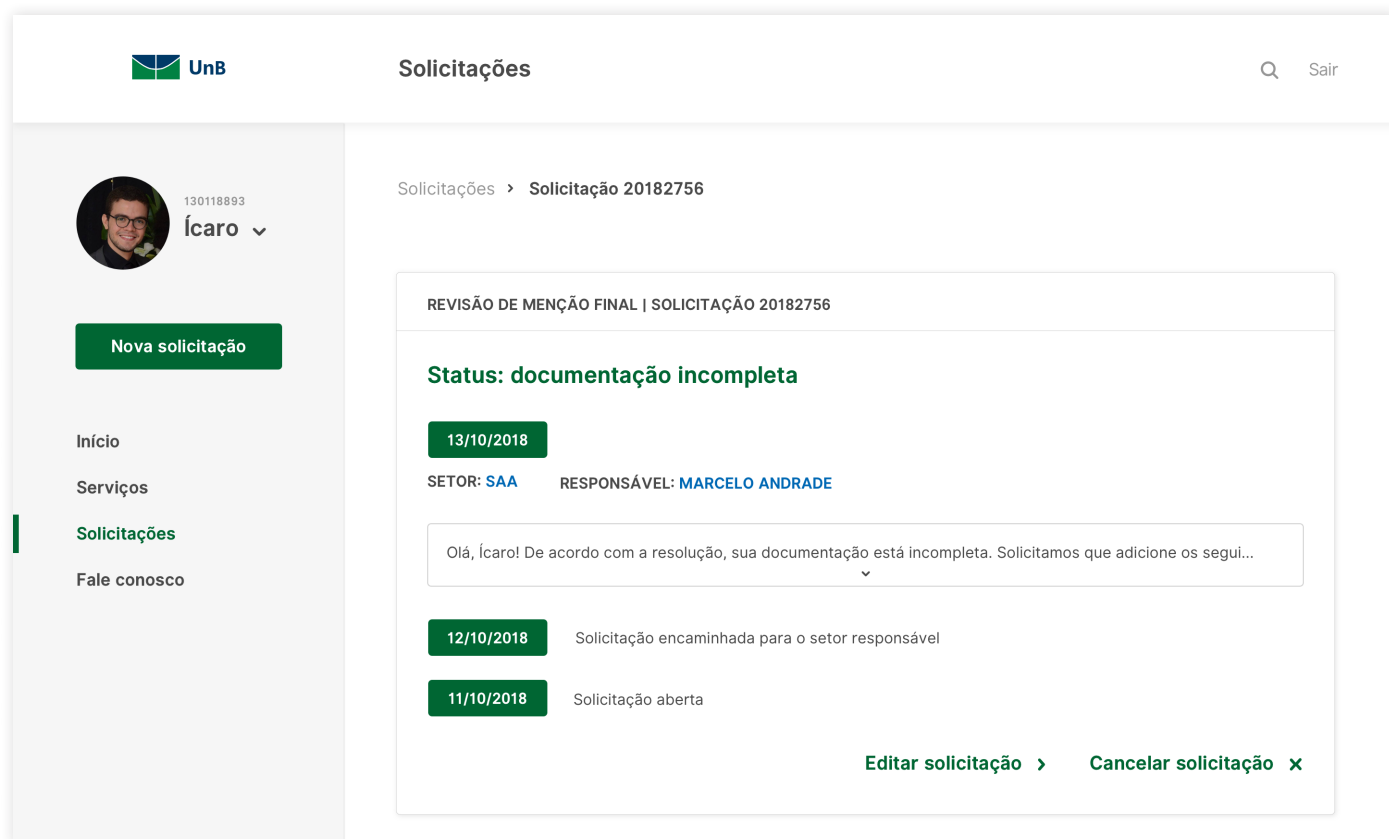 UnB
Solicitações
Sair
130118893
Ícaro
Nova solicitação
Início
Serviços
Solicitações
Fale conosco
Solicitações > Solicitação 20182756
REVISÃO DE MENÇÃO FINAL | SOLICITAÇÃO 20182756
Status: documentação incompleta
13/10/2018
SETOR: SAA RESPONSÁVEL: MARCELO ANDRADE
Olá, Ícaro! De acordo com a resolução, sua documentação está incompleta. Solicitamos que adicione os segui...
12/10/2018 Solicitação encaminhada para o setor responsável
11/10/2018 Solicitação aberta
Editar solicitação > Cancelar solicitação ×